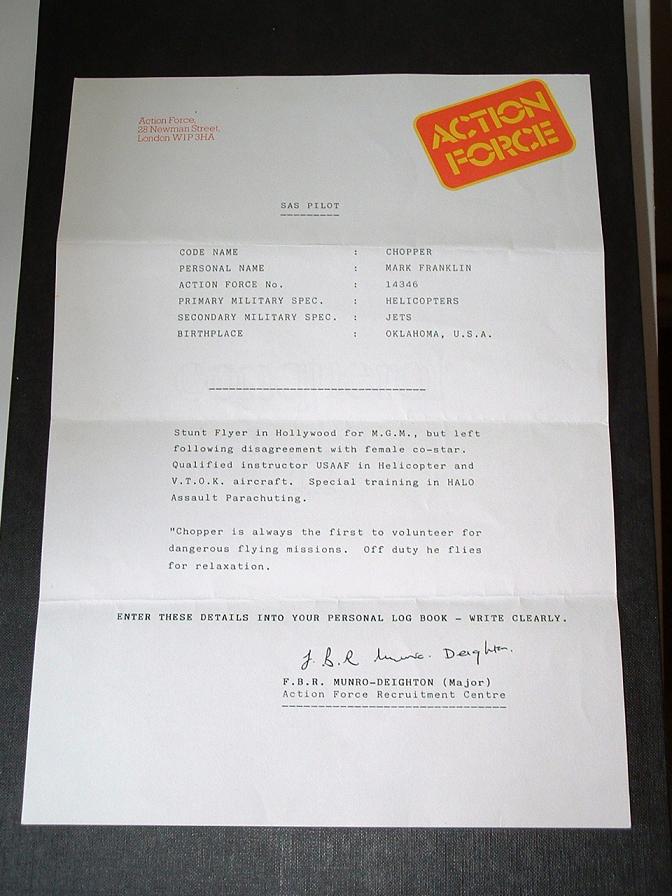 Action Force,
28 Newman Street,
London W1P 3HA
ACTION
FORCE
SAS PILOT
CODE NAME : CHOPPER
PERSONAL NAME : MARK FRANKLIN
ACTION FORCE No. : 14346
PRIMARY MILITARY SPEC. : HELICOPTERS
SECONDARY MILITARY SPEC. : JETS
BIRTHPLACE : OKLAHOMA, U.S.A.
Stunt Flyer in Hollywood for M.G.M., but left
following disagreement with female co-star.
Qualified instructor USAAF in Helicopter and
V.T.O.K. aircraft. Special training in HALO
Assault Parachuting.
"Chopper is always the first to volunteer for
dangerous flying missions. Off duty he flies
for relaxation.
ENTER THESE DETAILS INTO YOUR PERSONAL LOG BOOK - WRITE CLEARLY.
F.B.R Munro-Deighton.
F.B.R. MUNRO-DEIGHTON (Major)
Action Force Recruitment Centre